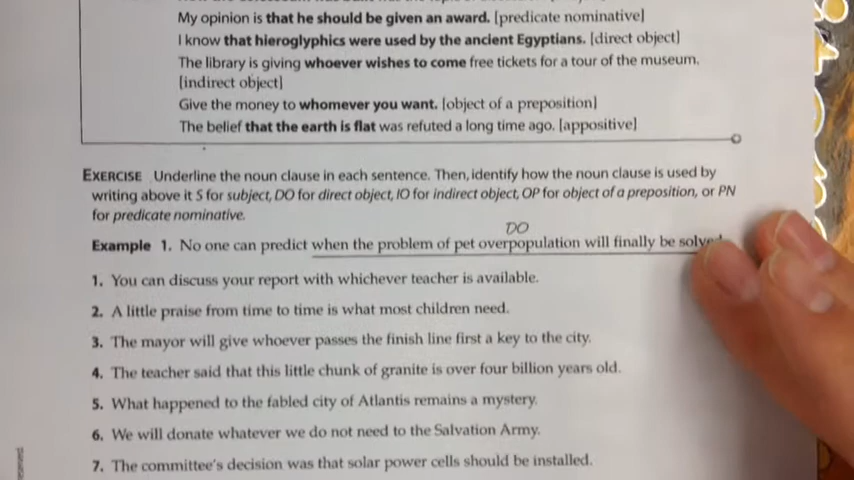 My opinion is that he should be given an award. [predicate nominative]
I know that hieroglyphics were used by the ancient Egyptians. [direct object]
The library is giving whoever wishes to come free tickets for a tour of the museum.
[indirect object]
Give the money to whomever you want. [object of a preposition]
The belief that the earth is flat was refuted a long time ago. [appositive]
EXERCISE Underline the noun clause in each sentence. Then, identify how the noun clause is used by
writing above it S for subject, DO for direct object, IO for indirect object, OP for object of a preposition, or PN
for predicate nominative.
DO
Example 1. No one can predict when the problem of pet overpopulation will finally be solved.
1. You can discuss your report with whichever teacher is available.
2. A little praise from time to time is what most children need.
3. The mayor will give whoever passes the finish line first a key to the city.
4. The teacher said that this little chunk of granite is over four billion years old.
5. What happened to the fabled city of Atlantis remains a mystery.
6. We will donate whatever we do not need to the Salvation Army.
7. The committee's decision was that solar power cells should be installed.